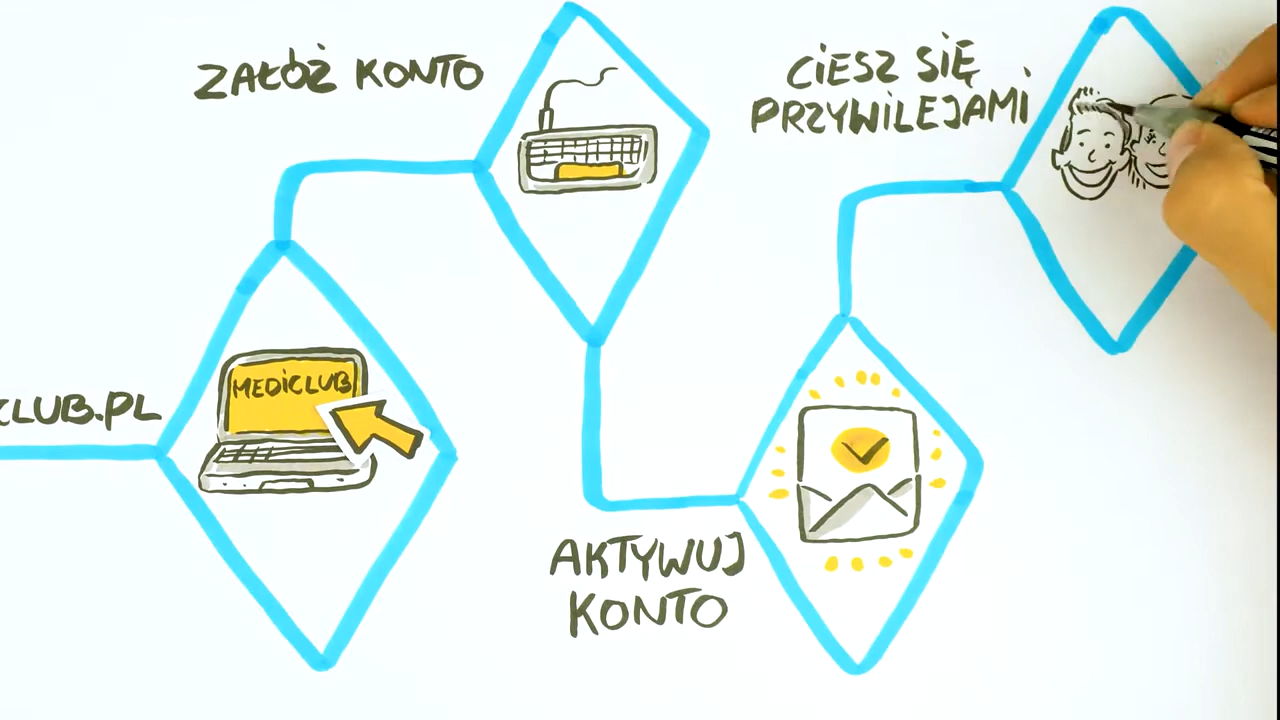 CLUB.PL
MEDiCLUB
ZAŁÓŻ KONTO
AKTYWUJ
KONTO
CiESZ SiĘ
PRZYWiLEJAMi